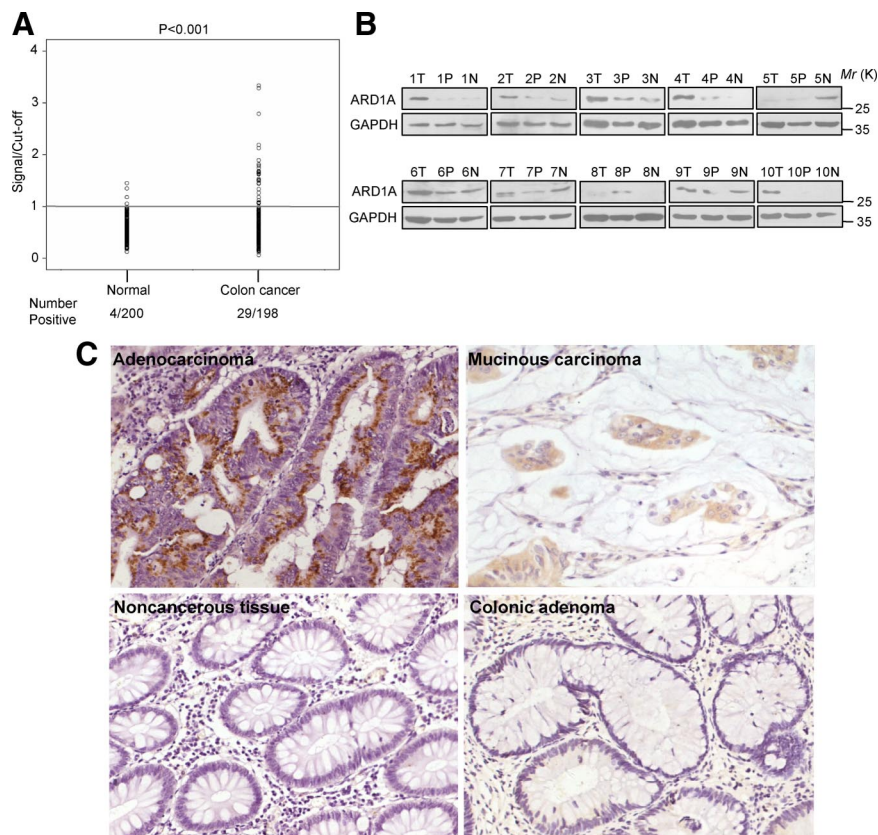 A
P<0.001
4
3
2
1
0
Signal/Cut-off
Normal
Colon cancer
Number
Positive
4/200
29/198
B
1T 1P 1N 2T 2P 2N 3T 3P 3N 4T 4P 4N 5T 5P 5N Mr (K)
ARD1A
25
GAPDH
35
6T 6P 6N 7T 7P 7N 8T 8P 8N 9T 9P 9N 10T 10P 10N
ARD1A
25
GAPDH
35
C
Adenocarcinoma
Mucinous carcinoma
Noncancerous tissue
Colonic adenoma